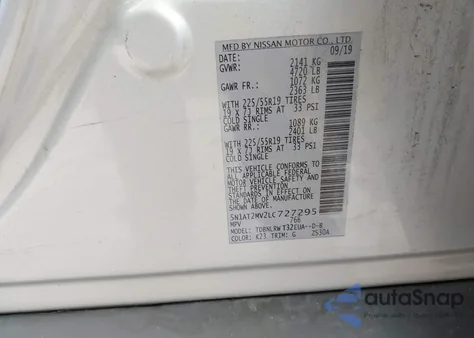 MFD BY NISSAN MOTOR CO., LTD.
DATE: 09/19
GVWR: 2141 KG
4720 LB
GAWR FR: 1072 KG
2363 LB
WITH 225/55R19 TIRES
19 X 7J RIMS AT 33 PSI
COLD SINGLE
GAWR RR: 1089 KG
2401 LB
WITH 225/55R19 TIRES
19 X 7J RIMS AT 33 PSI
COLD SINGLE
THIS VEHICLE CONFORMS TO
ALL APPLICABLE FEDERAL
MOTOR VEHICLE SAFETY AND
THEFT PREVENTION STANDARDS
IN EFFECT ON THE DATE OF
MANUFACTURE SHOWN ABOVE.
5N1AT2MVZLC727295
MPV 766
MODEL:
COLOR: K23 TRIM: G 2530A
autaSnap